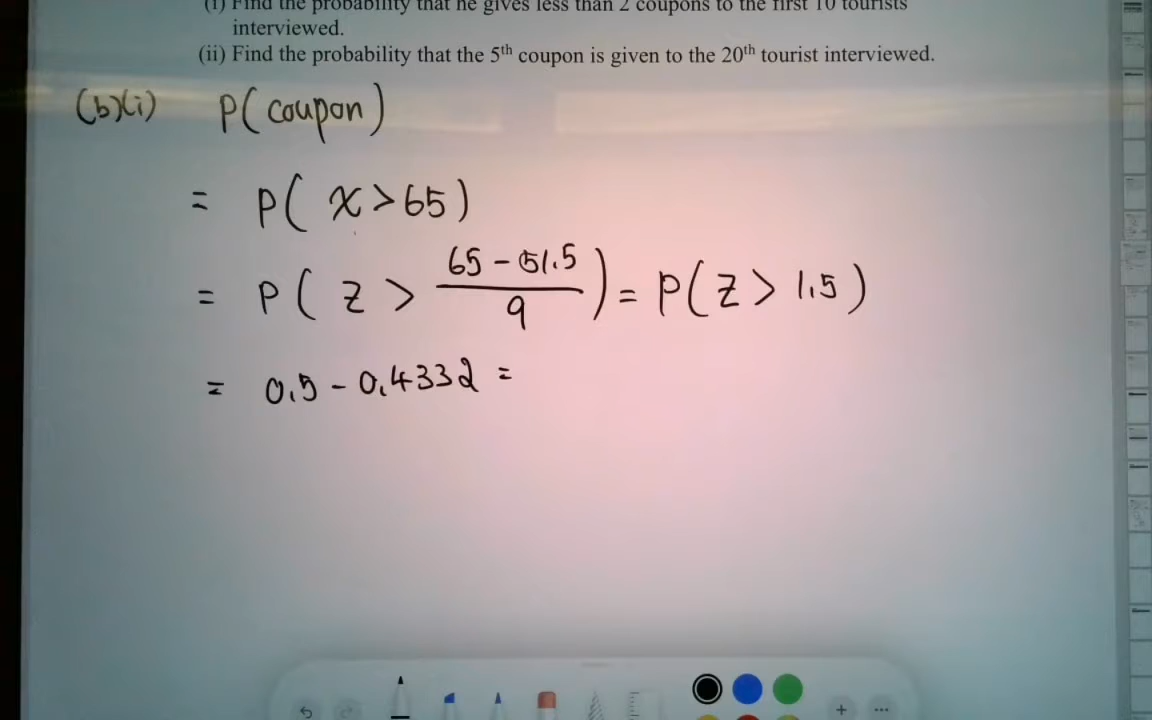 (i) Find the probability that he gives less than 2 coupons to the first 10 tourists
interviewed.
(ii) Find the probability that the 5th coupon is given to the 20th tourist interviewed.
(b)(i) P(coupon)
= P( x > 65)
= P( Z > \frac{65 - 51.5}{9} ) = P(Z > 1.5)
= 0.5 - 0.4332 =